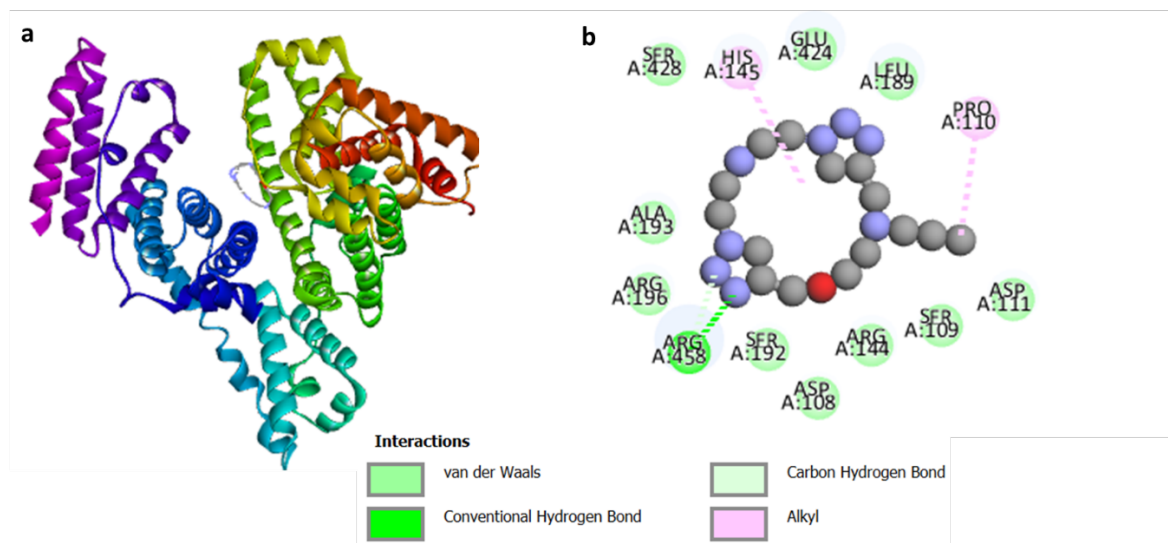 a
b
SER
A:428
HIS
A:145
GLU
A:424
LEU
A:189
PRO
A:110
ALA
A:193
ARG
A:196
ARG
A:458
SER
A:192
ASP
A:108
ARG
A:144
SER
A:109
ASP
A:111
Interactions
van der Waals
Conventional Hydrogen Bond
Carbon Hydrogen Bond
Alkyl